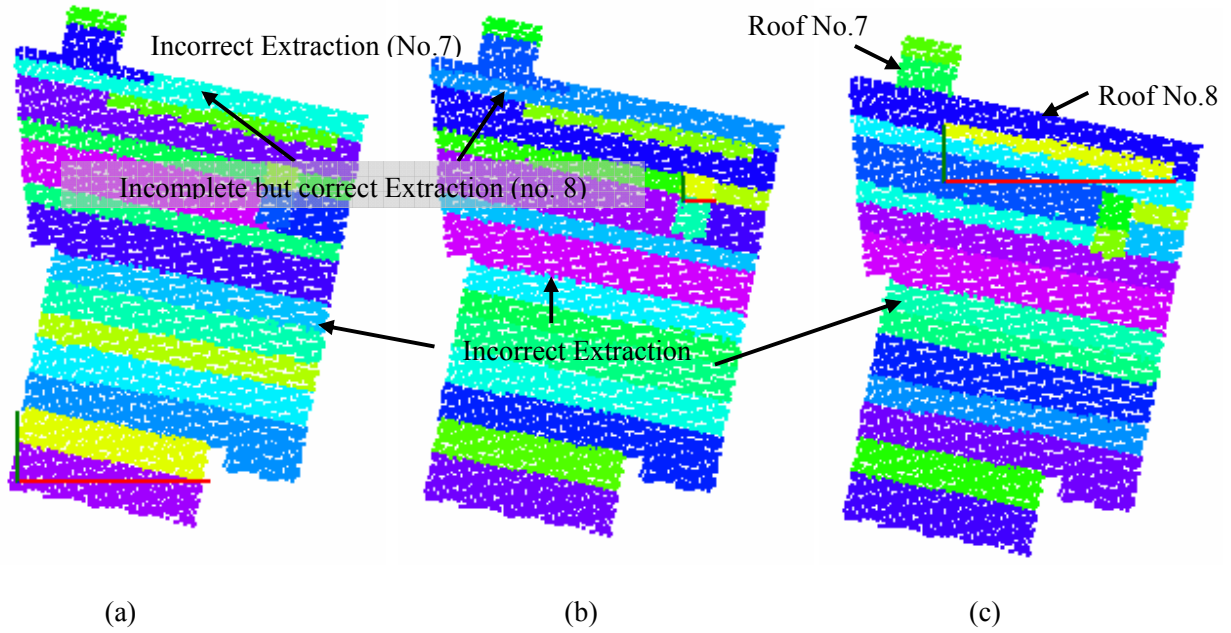 Roof No.7
Incorrect Extraction (No.7)
Roof No.8
Incomplete but correct Extraction (no. 8)
Incorrect Extraction
(a)
(b)
(c)